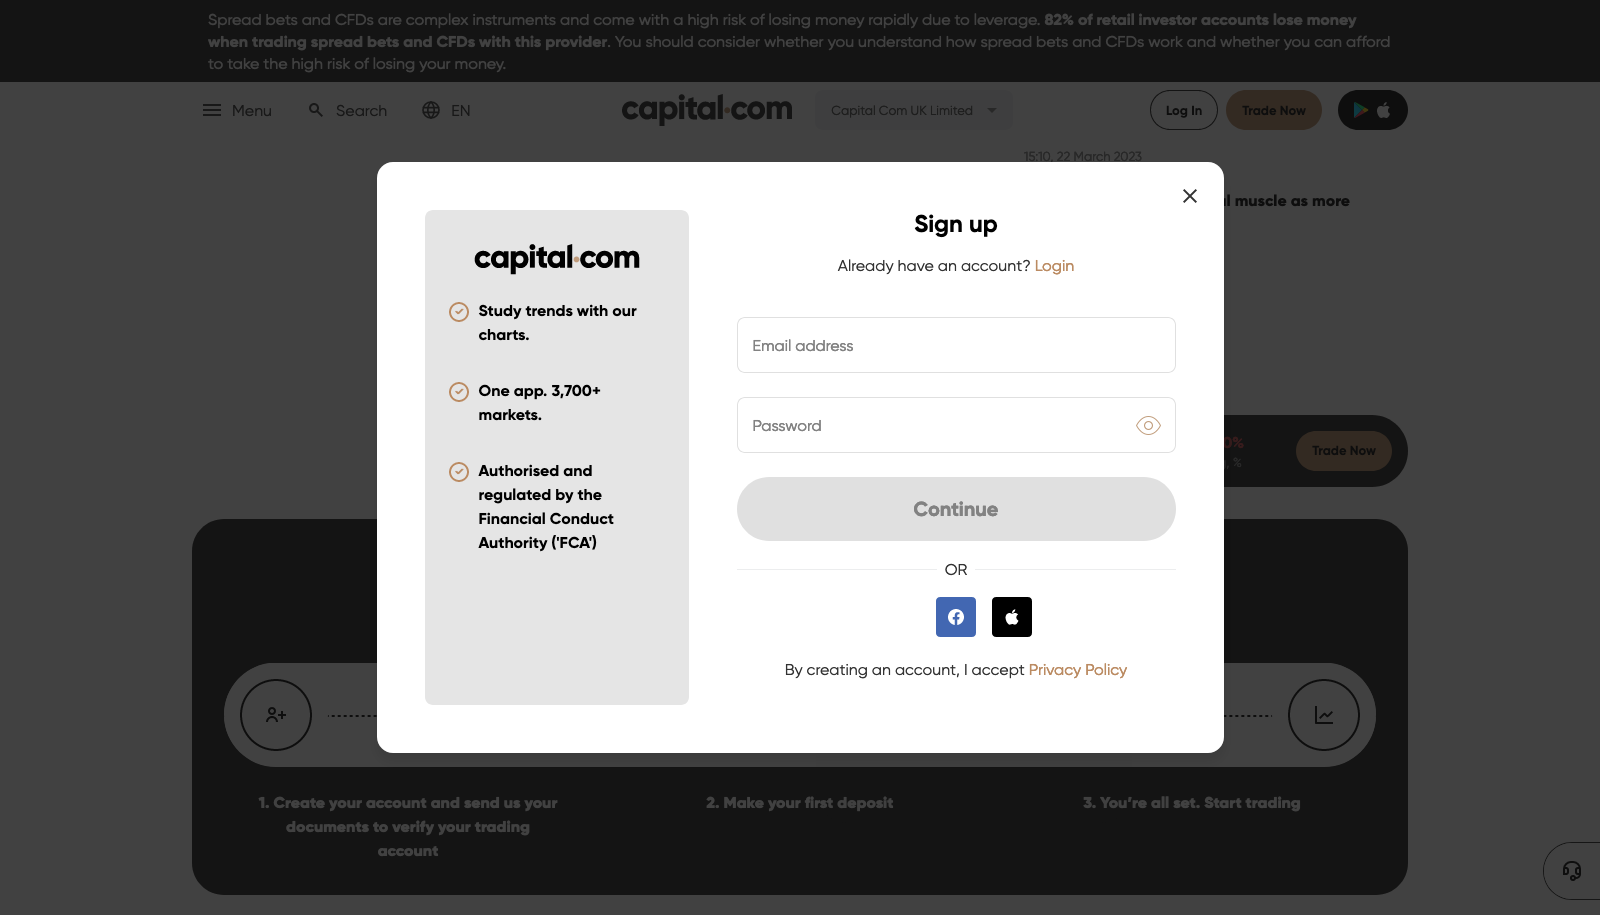 Spread bets and CFDs are complex instruments and come with a high risk of losing money rapidly due to leverage. 82% of retail investor accounts lose money
when trading spread bets and CFDs with this provider. You should consider whether you understand how spread bets and CFDs work and whether you can afford
to take the high risk of losing your money.
Menu
Search
EN
capital.com
Capital Com UK Limited
Log In
Trade Now
15:10, 22 March 2023
muscle as more
Sign up
Already have an account? Login
capital.com
Study trends with our
charts.
One app. 3,700+
markets.
Authorised and
regulated by the
Financial Conduct
Authority ('FCA')
Email address
Password
Continue
OR
By creating an account, I accept Privacy Policy
0%
%
Trade Now
1. Create your account and send us your
documents to verify your trading
account
2. Make your first deposit
3. You’re all set. Start trading